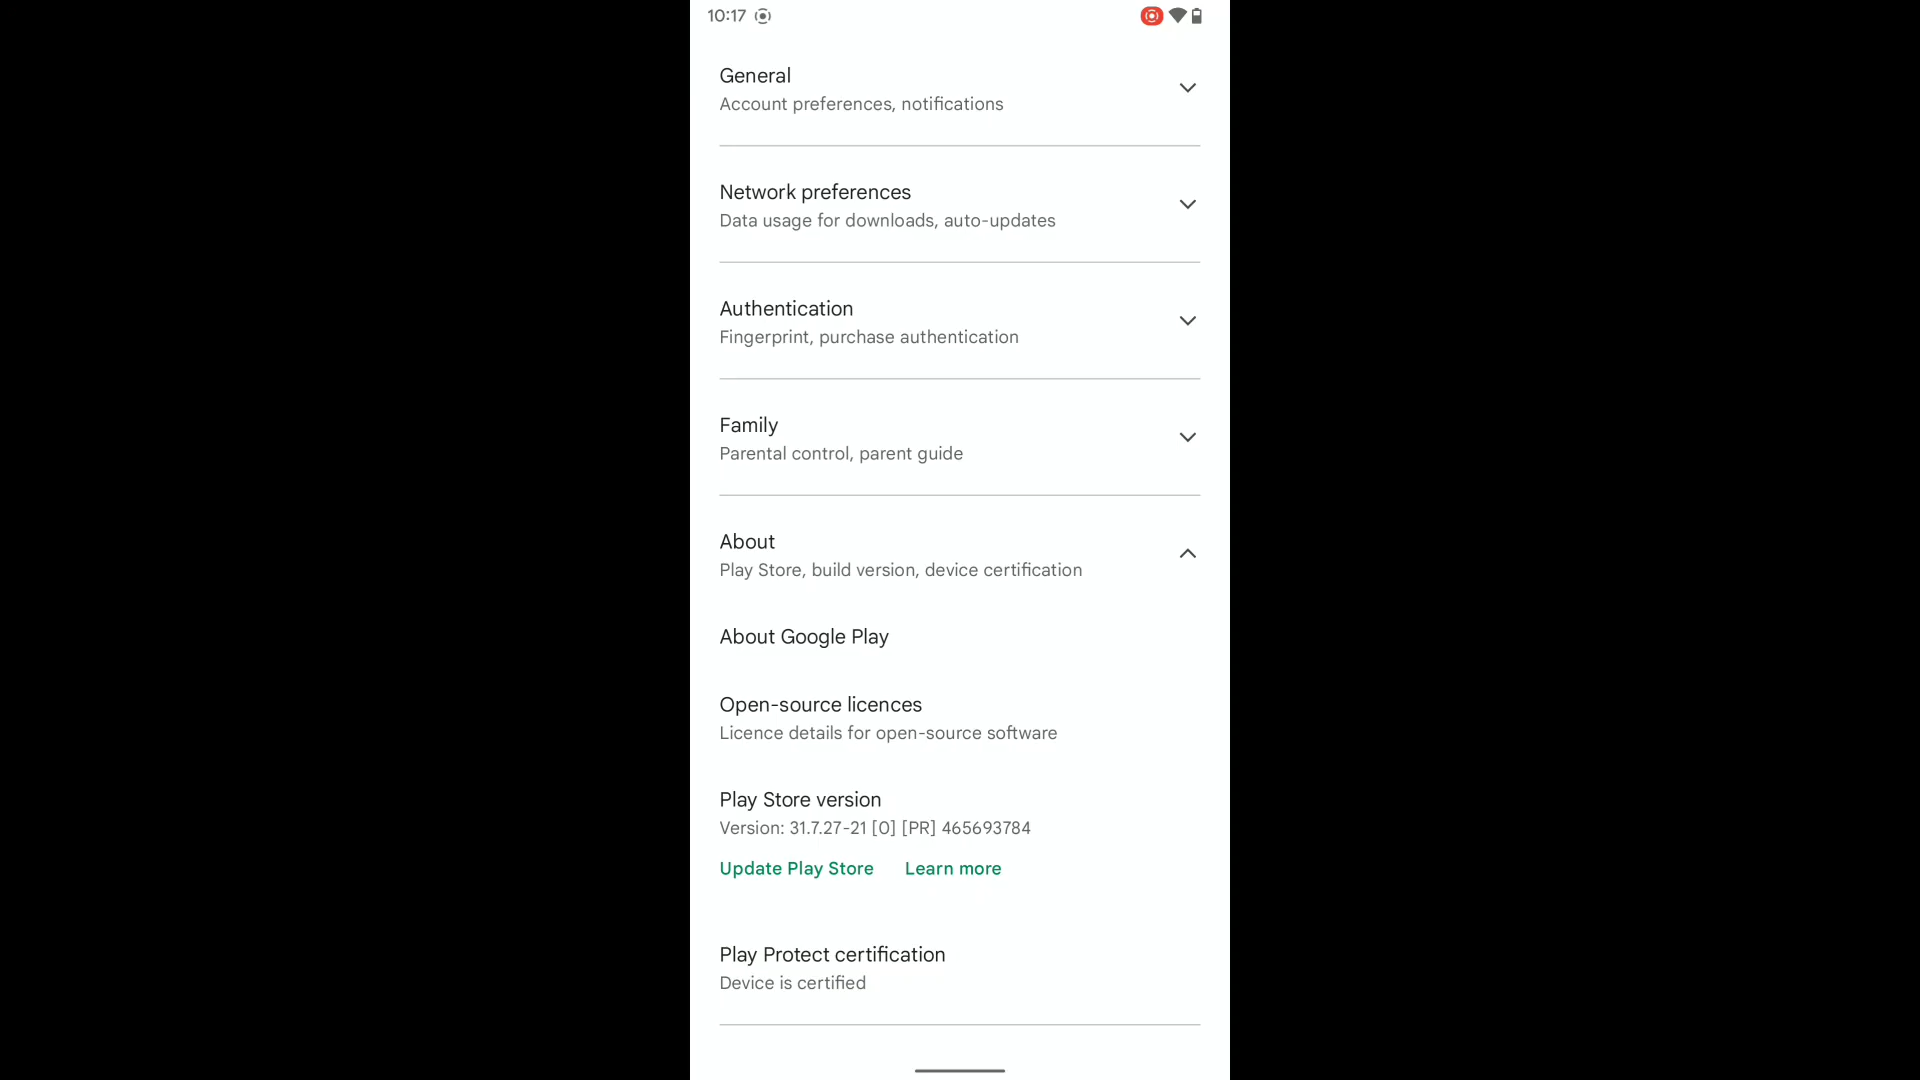 10:17
General
Account preferences, notifications
Network preferences
Data usage for downloads, auto-updates
Authentication
Fingerprint, purchase authentication
Family
Parental control, parent guide
About
Play Store, build version, device certification
About Google Play
Open-source licences
Licence details for open-source software
Play Store version
Version: 31.7.27-21 [0] [PR] 465693784
Update Play Store Learn more
Play Protect certification
Device is certified